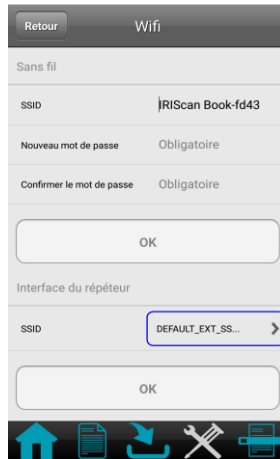 Retour Wifi
Sans fil
SSID IRIScan Book-fd43
Nouveau mot de passe Obligatoire
Confirmer le mot de passe Obligatoire
OK
Interface du répéteur
SSID DEFAULT_EXT_SS...
OK